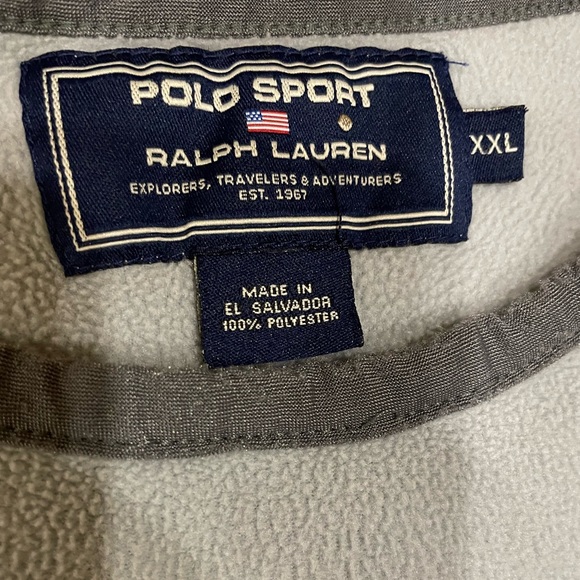 POLO SPORT
RALPH LAUREN
EXPLORERS, TRAVELERS & ADVENTURERS
EST. 1967
XXL
MADE IN
EL SALVADOR
100% POLYESTER